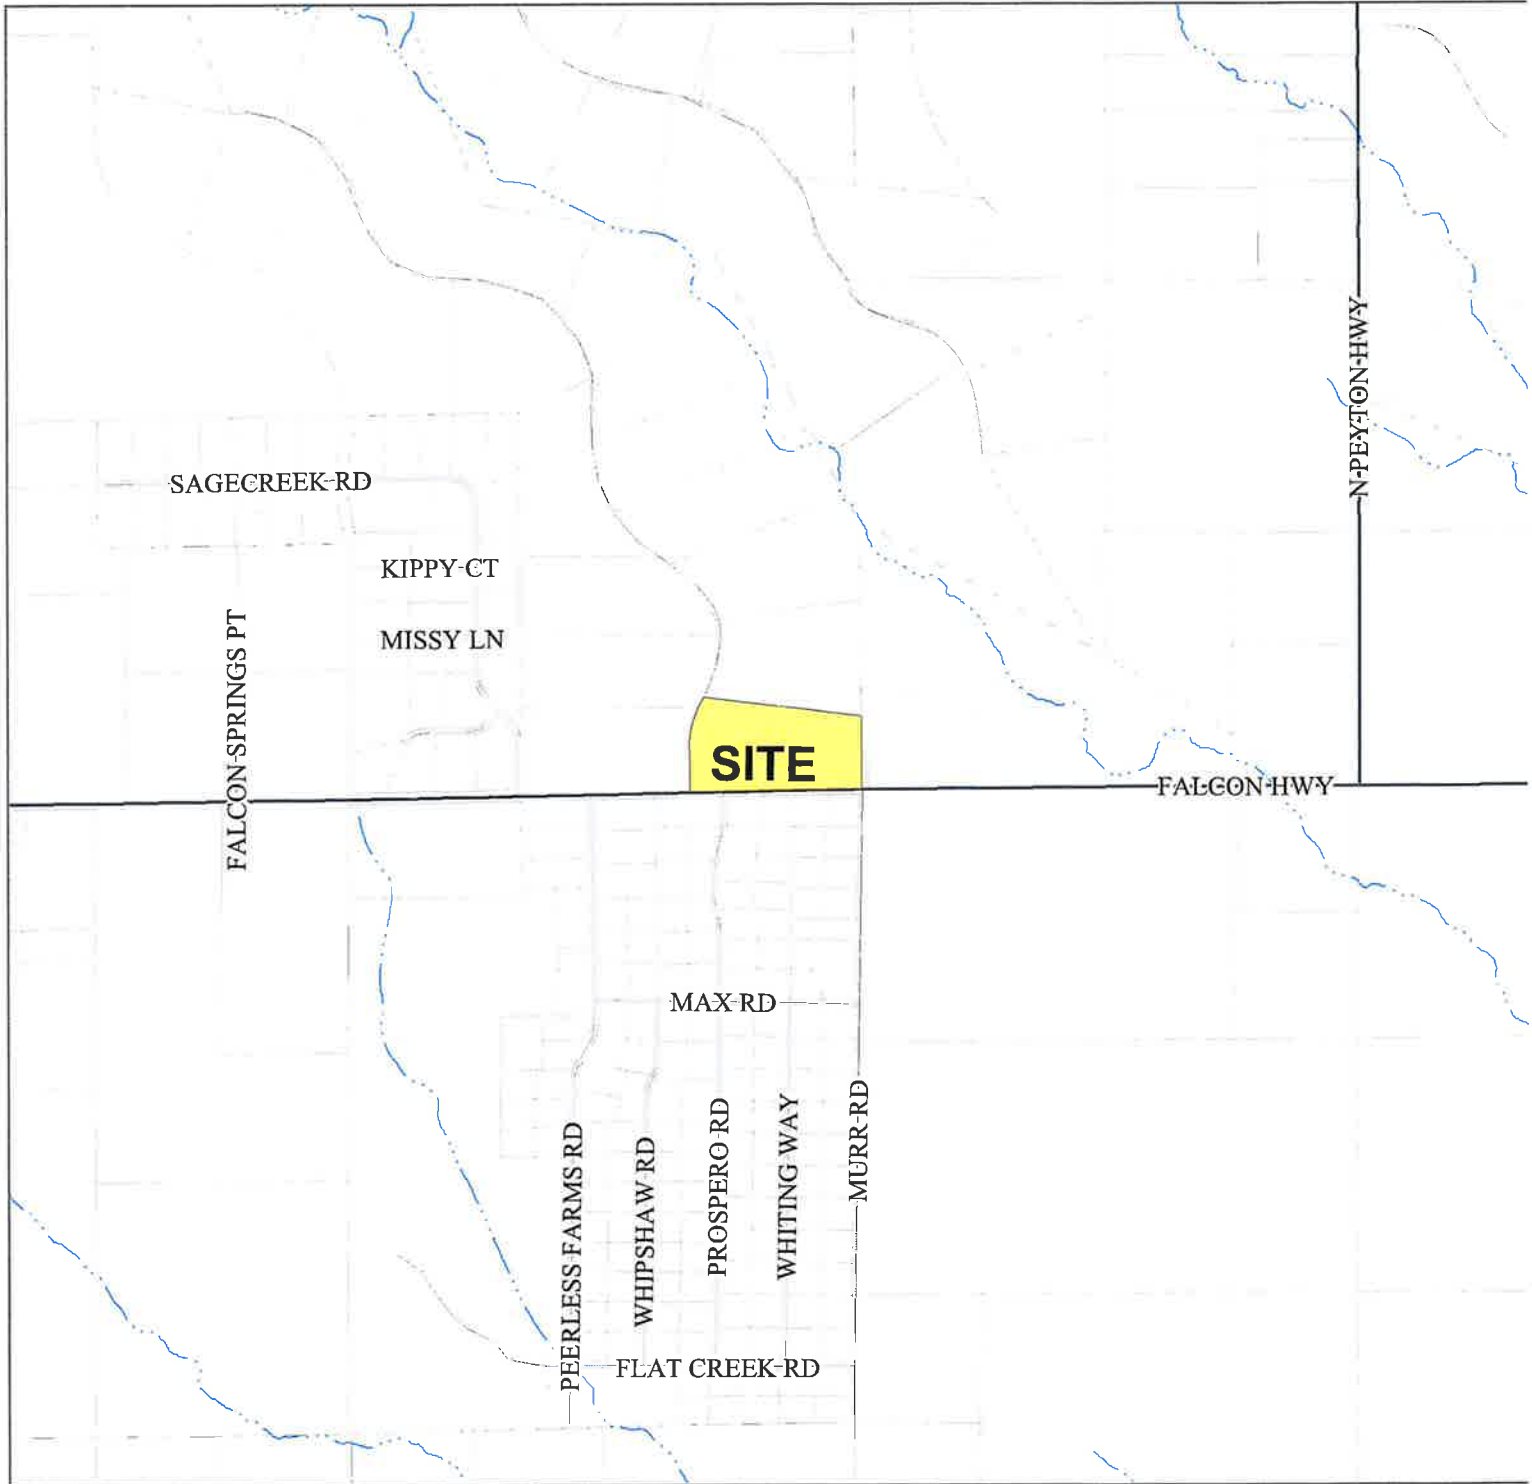 N PEYTON HWY
SAGECREEK RD
KIPPY CT
MISSY LN
FALCON SPRINGS PT
SITE
FALCON HWY
MAX RD
PEERLESS FARMS RD
WHIPSHAW RD
PROSPERO RD
WHITING WAY
MURR RD
FLAT CREEK RD